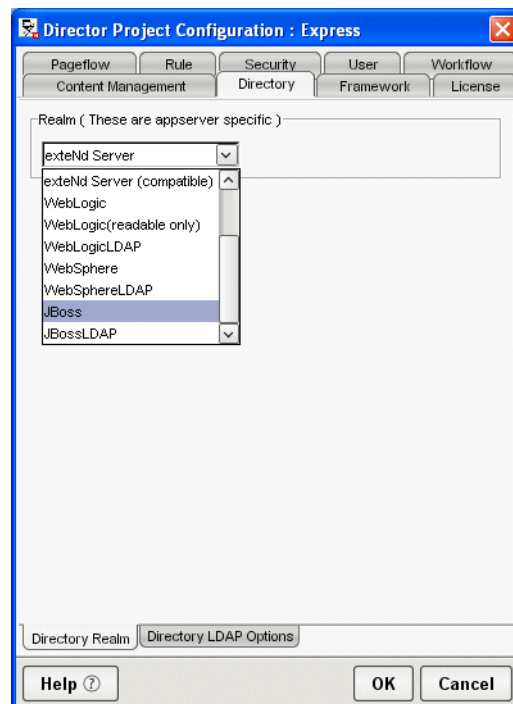 Director Project Configuration : Express
Pageflow Rule Security User Workflow
Content Management Directory Framework License
Realm ( These are appserver specific )
exteNd Server
exteNd Server (compatible)
WebLogic
WebLogic(readable only)
WebLogicLDAP
WebSphere
WebSphereLDAP
JBoss
JBossLDAP
Directory Realm Directory LDAP Options
Help ? OK Cancel